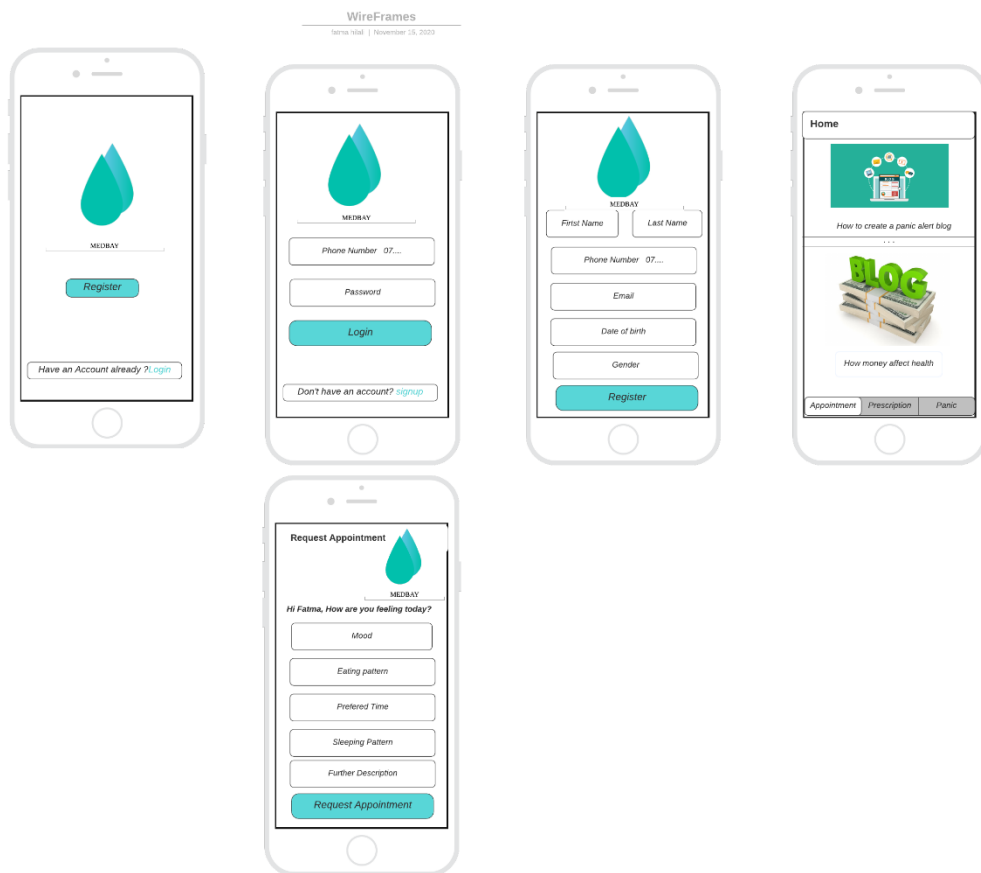 WireFrames
fatma hilal | November 15, 2020
MEDBAY
Register
Have an Account already ?Login
MEDBAY
Phone Number 07....
Password
Login
Don't have an account? signup
MEDBAY
Firtst Name
Last Name
Phone Number 07....
Email
Date of birth
Gender
Register
Home
How to create a panic alert blog
...
BLOG
How money affect health
Appointment
Prescription
Panic
Request Appointment
MEDBAY
Hi Fatma, How are you feeling today?
Mood
Eating pattern
Prefered Time
Sleeping Pattern
Further Description
Request Appointment